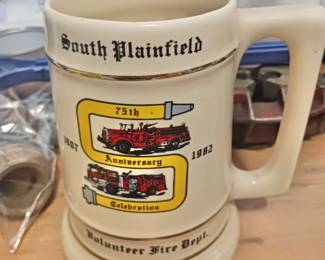 South Plainfield
75th
1907 1982
Anniversary
Celebration
Volunteer Fire Dept.